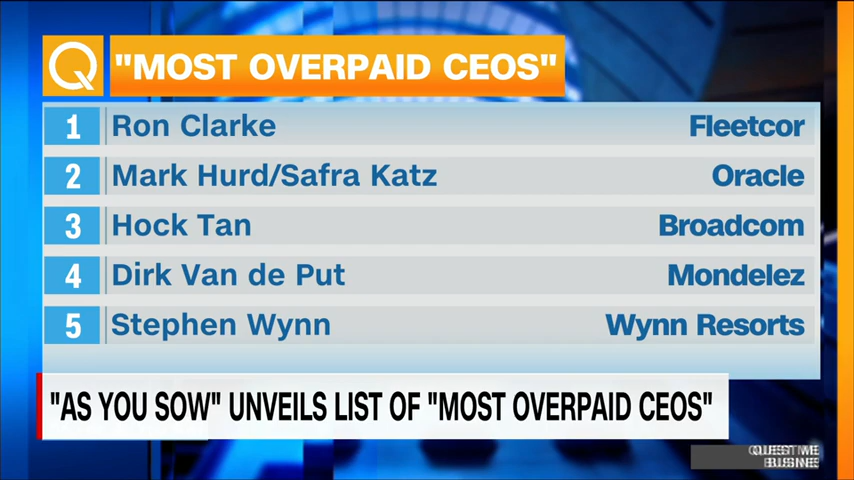 Q "MOST OVERPAID CEOS"
1 Ron Clarke Fleetcor
2 Mark Hurd/Safra Katz Oracle
3 Hock Tan Broadcom
4 Dirk Van de Put Mondelez
5 Stephen Wynn Wynn Resorts
"AS YOU SOW" UNVEILS LIST OF "MOST OVERPAID CEOS"